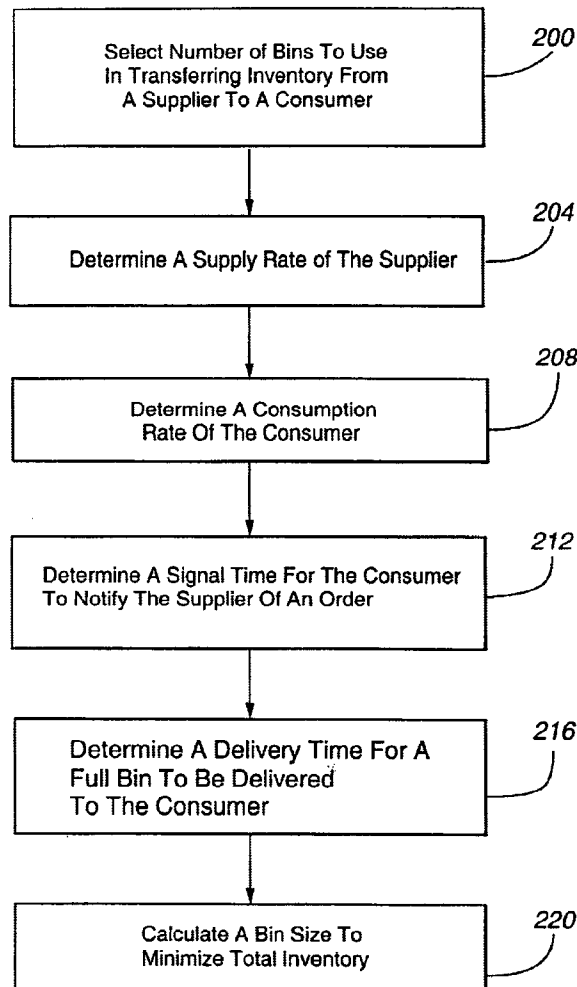 Select Number of Bins To Use
In Transferring Inventory From
A Supplier To A Consumer
200
Determine A Supply Rate of The Supplier
204
Determine A Consumption
Rate Of The Consumer
208
Determine A Signal Time For The Consumer
To Notify The Supplier Of An Order
212
Determine A Delivery Time For A
Full Bin To Be Delivered
To The Consumer
216
Calculate A Bin Size To
Minimize Total Inventory
220